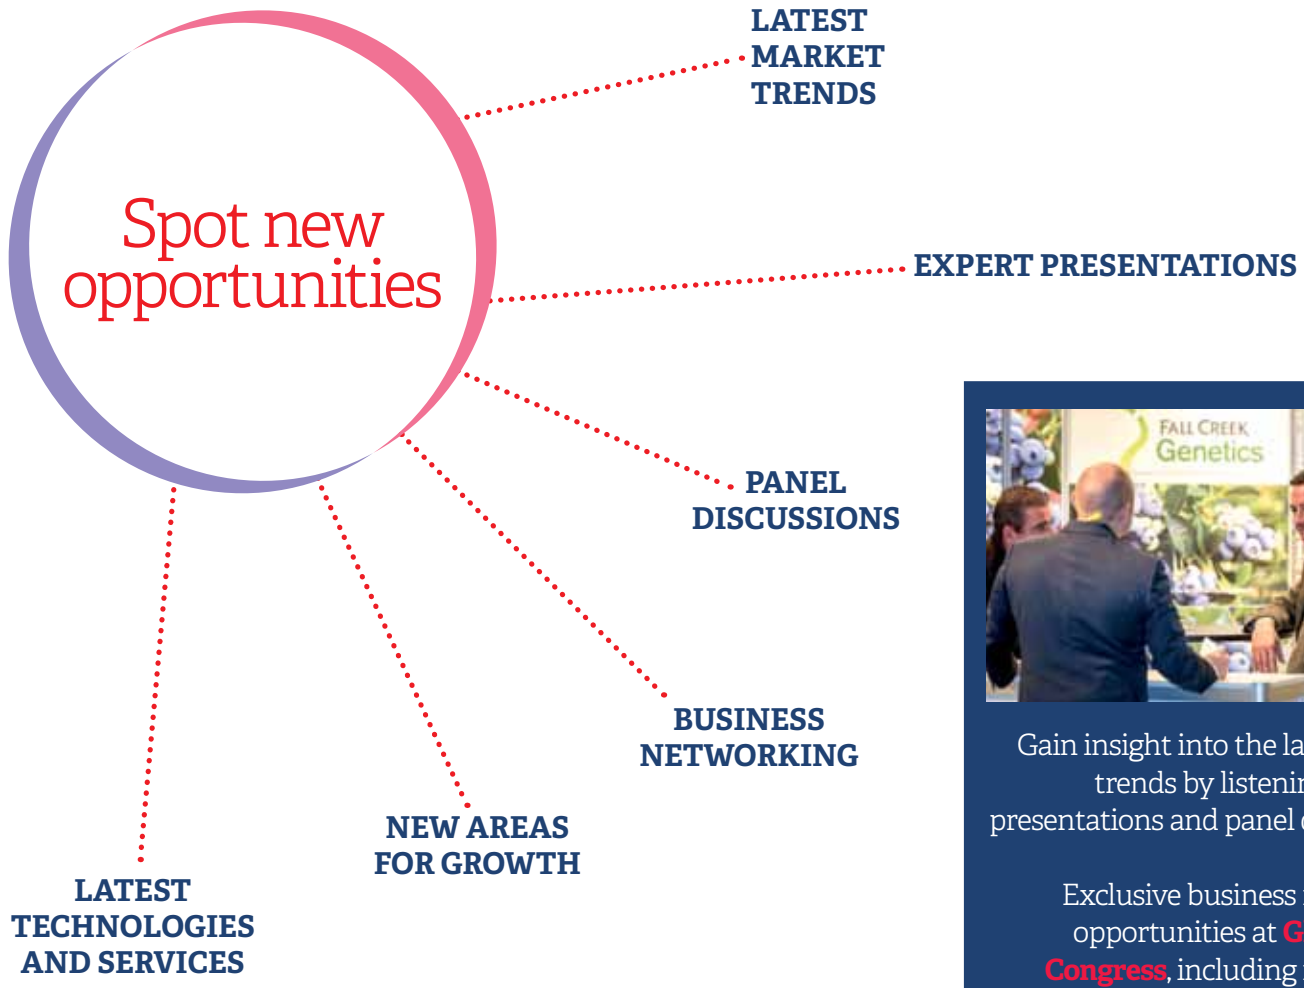 LATEST
MARKET
TRENDS
Spot new
opportunities
EXPERT PRESENTATIONS
PANEL
DISCUSSIONS
BUSINESS
NETWORKING
NEW AREAS
FOR GROWTH
LATEST
TECHNOLOGIES
AND SERVICES
FALL CREEK
Genetics
Gain insight into the la
trends by listenin
presentations and panel
Exclusive business
opportunities at G
Congress, including